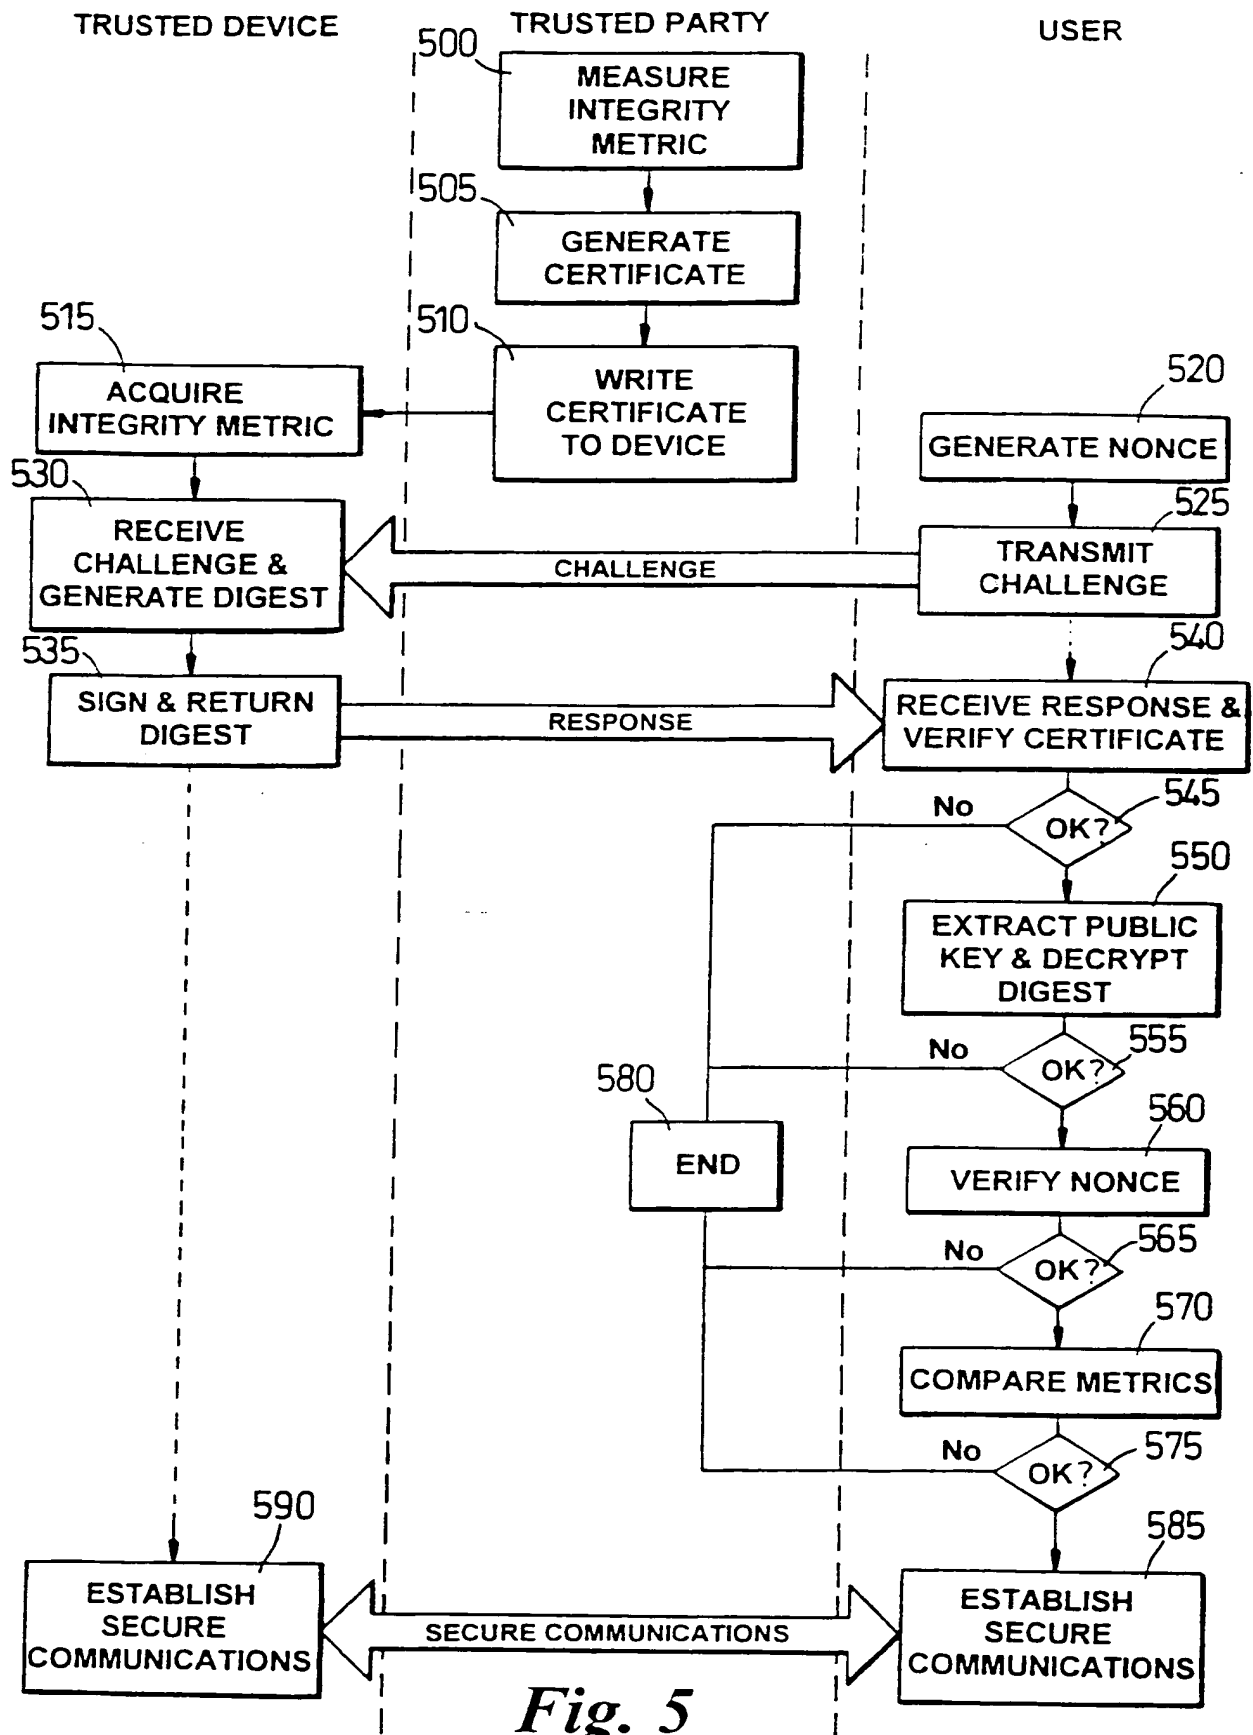 TRUSTED DEVICE
TRUSTED PARTY
USER
500
MEASURE
INTEGRITY
METRIC
505
GENERATE
CERTIFICATE
510
WRITE
CERTIFICATE
TO DEVICE
515
ACQUIRE
INTEGRITY METRIC
520
GENERATE NONCE
525
TRANSMIT
CHALLENGE
CHALLENGE
530
RECEIVE
CHALLENGE &
GENERATE DIGEST
535
SIGN & RETURN
DIGEST
RESPONSE
540
RECEIVE RESPONSE &
VERIFY CERTIFICATE
545
OK?
No
550
EXTRACT PUBLIC
KEY & DECRYPT
DIGEST
555
OK?
No
580
END
560
VERIFY NONCE
565
OK?
No
570
COMPARE METRICS
575
OK?
No
590
ESTABLISH
SECURE
COMMUNICATIONS
SECURE COMMUNICATIONS
585
ESTABLISH
SECURE
COMMUNICATIONS
Fig. 5